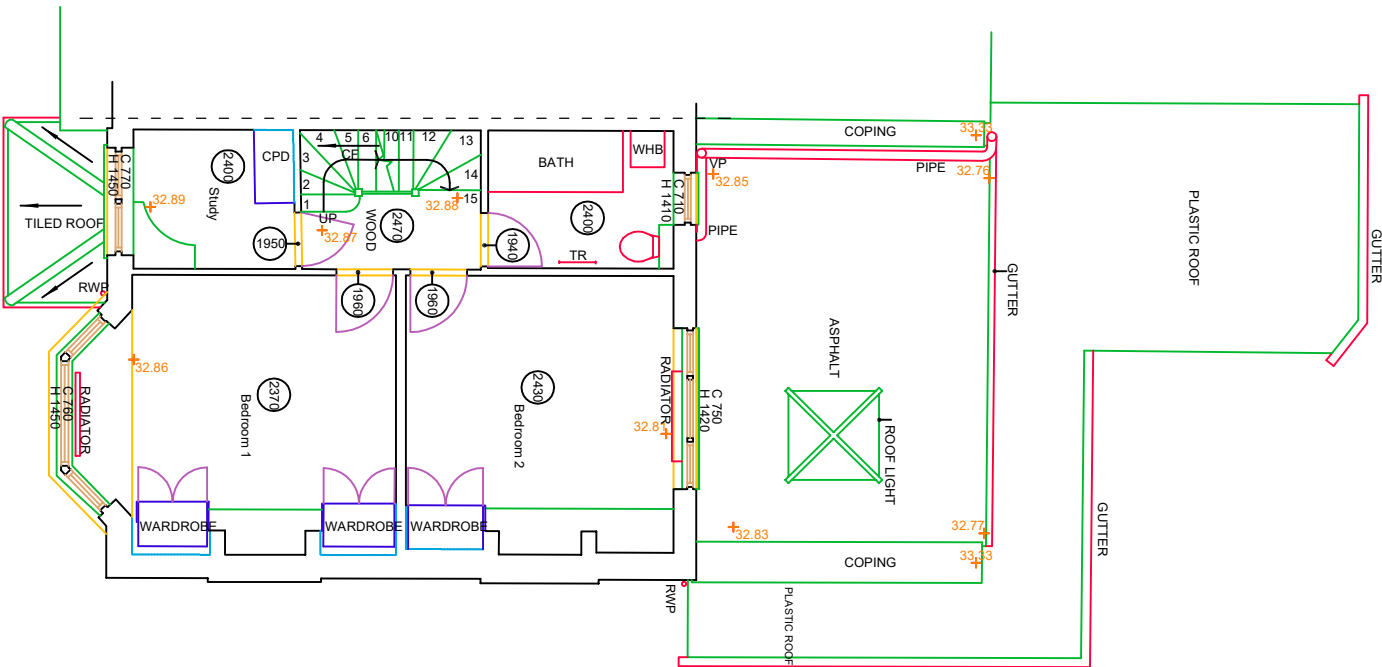 COPING
33.33
VP
32.85
PIPE
32.76
PIPE
PLASTIC ROOF
GUTTER
GUTTER
TILED ROOF
RWP
C 770
H 1450
32.89
2400
Study
CPD
1
2
3
4
5
6
10
11
12
13
14
15
CF
UP
32.87
WOOD
2470
32.88
1950
1940
BATH
WHB
2400
TR
C 710
H 1410
1960
1960
32.86
2370
Bedroom 1
RADIATOR
C 760
H 1450
2430
Bedroom 2
RADIATOR
32.81
C 750
H 1420
ASPHALT
ROOF LIGHT
WARDROBE
WARDROBE
WARDROBE
32.83
32.77
COPING
33.33
GUTTER
RWP
PLASTIC ROOF